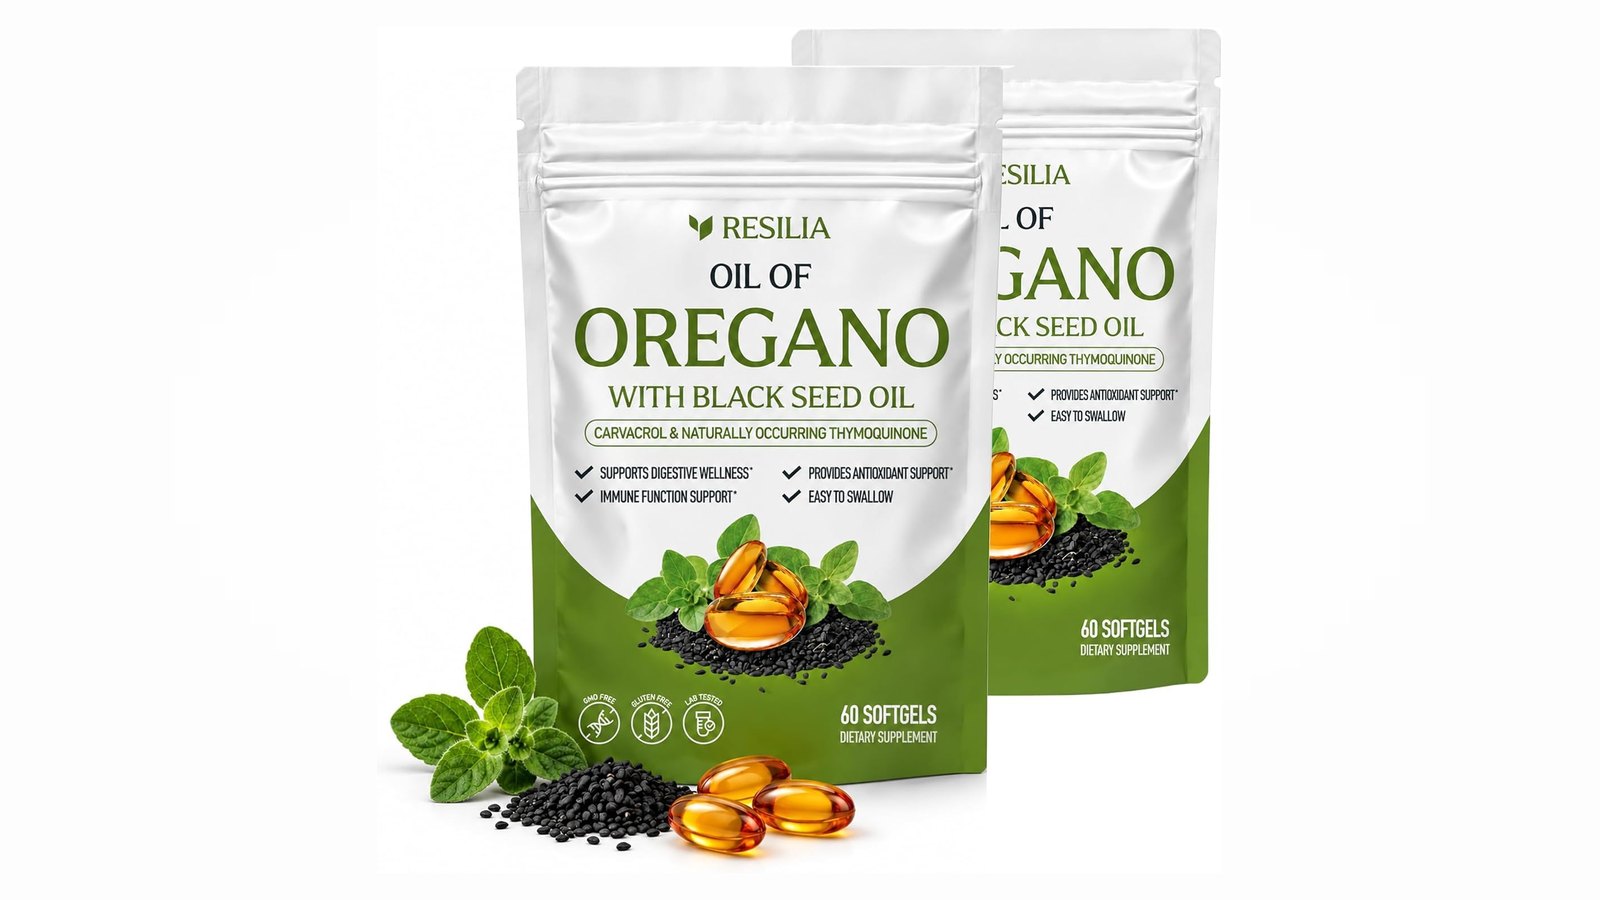 RESILIA
OIL OF
OREGANO
WITH BLACK SEED OIL
CARVACROL & NATURALLY OCCURRING THYMOQUINONE
SUPPORTS DIGESTIVE WELLNESS*
PROVIDES ANTIOXIDANT SUPPORT*
IMMUNE FUNCTION SUPPORT*
EASY TO SWALLOW
GMO FREE
GLUTEN FREE
LAB TESTED
60 SOFTGELS
DIETARY SUPPLEMENT
ESILIA
L OF
GANO
CK SEED OIL
Y OCCURRING THYMOQUINONE
S*
PROVIDES ANTIOXIDANT SUPPORT*
EASY TO SWALLOW
60 SOFTGELS
DIETARY SUPPLEMENT